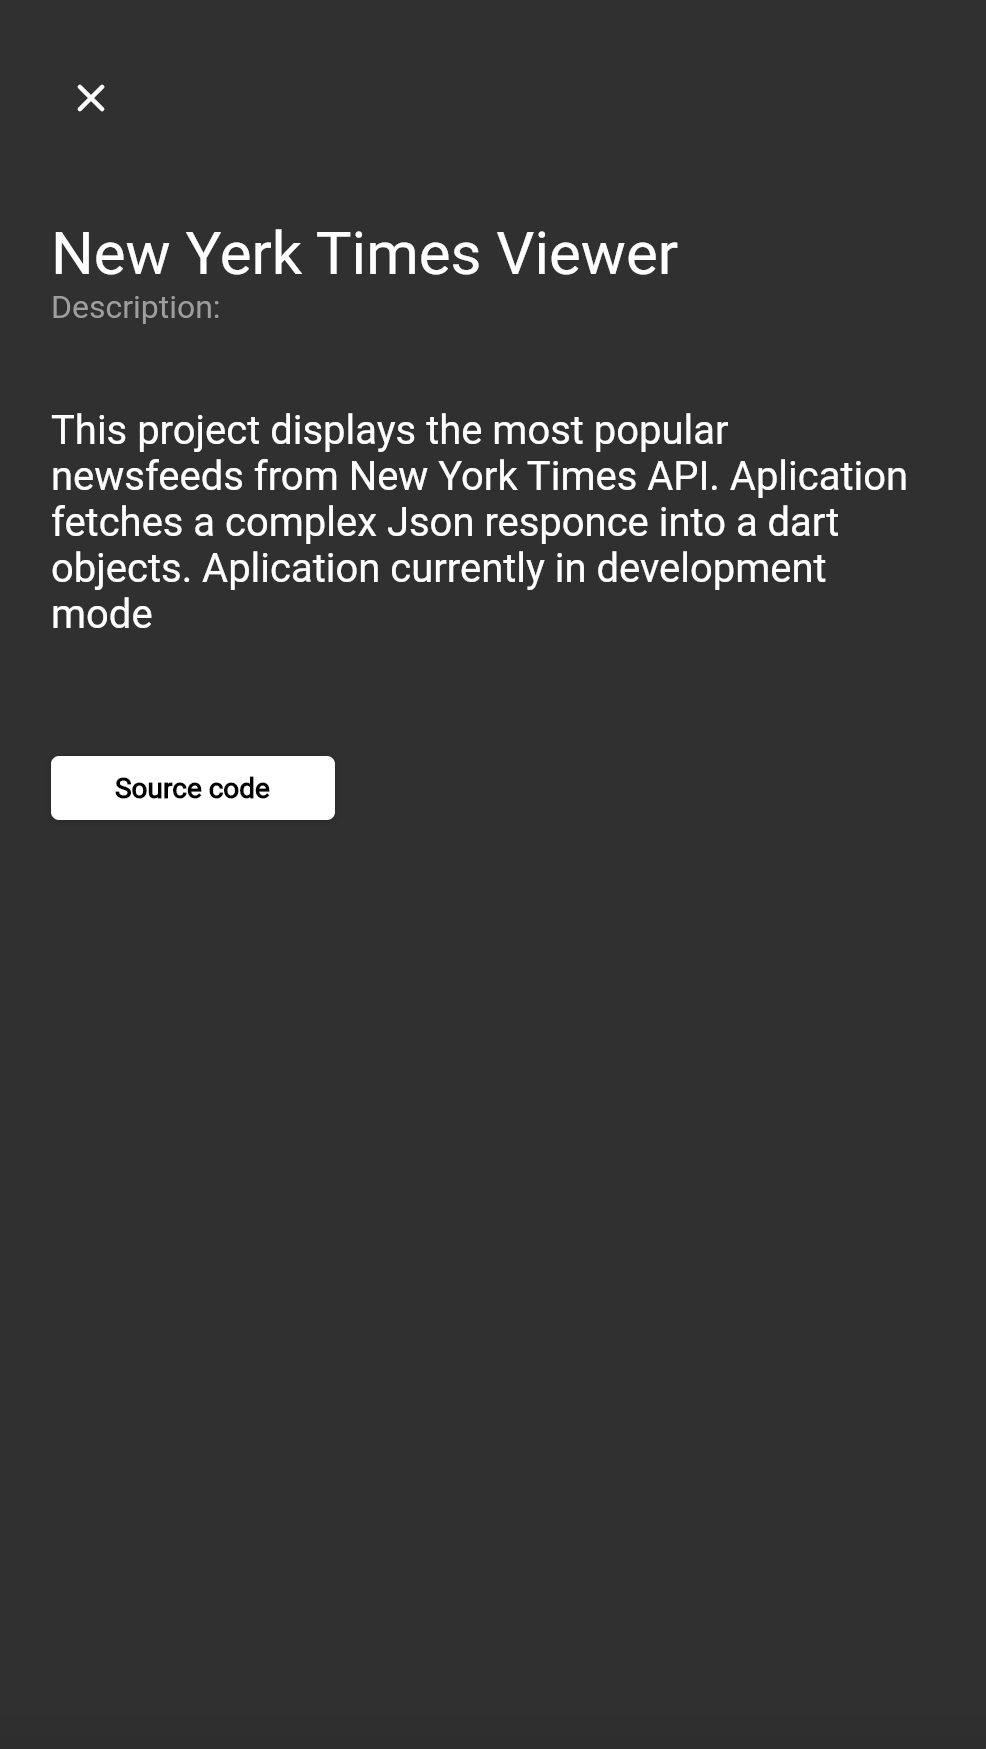 New Yerk Times Viewer
Description:
This project displays the most popular
newsfeeds from New York Times API. Aplication
fetches a complex Json responce into a dart
objects. Aplication currently in development
mode
Source code